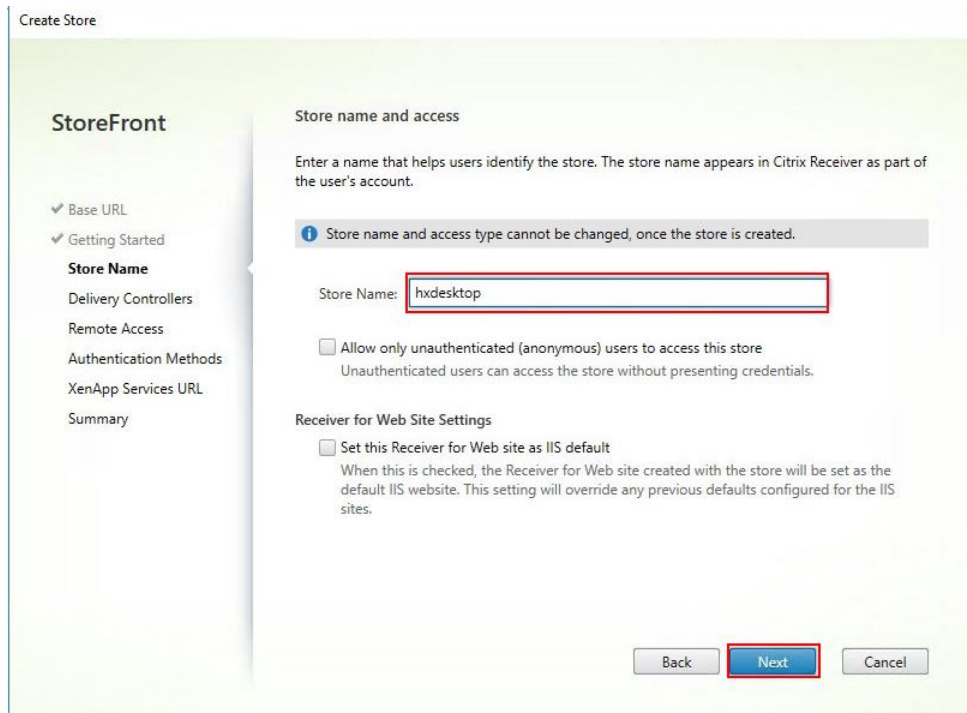 Create Store
StoreFront
✔ Base URL
✔ Getting Started
Store Name
Delivery Controllers
Remote Access
Authentication Methods
XenApp Services URL
Summary
Store name and access
Enter a name that helps users identify the store. The store name appears in Citrix Receiver as part of
the user's account.
Store name and access type cannot be changed, once the store is created.
Store Name: hxdesktop
Allow only unauthenticated (anonymous) users to access this store
Unauthenticated users can access the store without presenting credentials.
Receiver for Web Site Settings
Set this Receiver for Web site as IIS default
When this is checked, the Receiver for Web site created with the store will be set as the
default IIS website. This setting will override any previous defaults configured for the IIS
sites.
Back Next Cancel